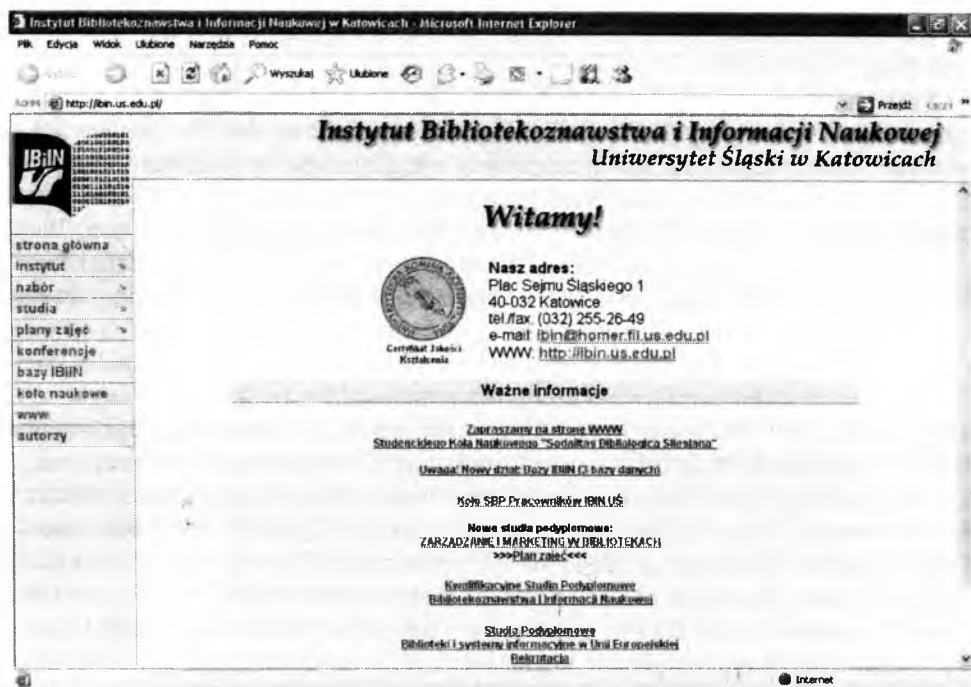 Instytut Bibliotekoznawstwa i Informacji Naukowej w Katowicach - Microsoft Internet Explorer
Plik Edycja Widok Ulubione Narzędzia Pomoc
Wyszukaj Ulubione
Adres http://ibin.us.edu.pl/ Przejdź
Instytut Bibliotekoznawstwa i Informacji Naukowej
Uniwersytet Śląski w Katowicach
IBiIN
Witamy!
strona główna
instytut
nabór
studia
plany zajęć
konferencje
bazy IBiIN
koło naukowe
www
autorzy
Certyfikat Jakości
Kształcenia
Nasz adres:
Plac Sejmu Śląskiego 1
40-032 Katowice
tel./fax. (032) 255-26-49
e-mail: ibin@homer.fil.us.edu.pl
WWW: http://ibin.us.edu.pl
Ważne informacje
Zapraszamy na stronę WWW
Studenckiego Koła Naukowego "Sodalitas Bibliologica Silesiana"
Uwaga! Nowy dział: Bazy IBiIN (3 bazy danych)
Koło SBP Pracowników IBIN UŚ
Nowe studia podyplomowe:
ZARZĄDZANIE I MARKETING W BIBLIOTEKACH
>>>Plan zajęć<<<
Kwalifikacyjne Studia Podyplomowe
Bibliotekoznawstwa i Informacji Naukowej
Studia Podyplomowe
Biblioteki i systemy informacyjne w Unii Europejskiej
Rekrutacja
Internet